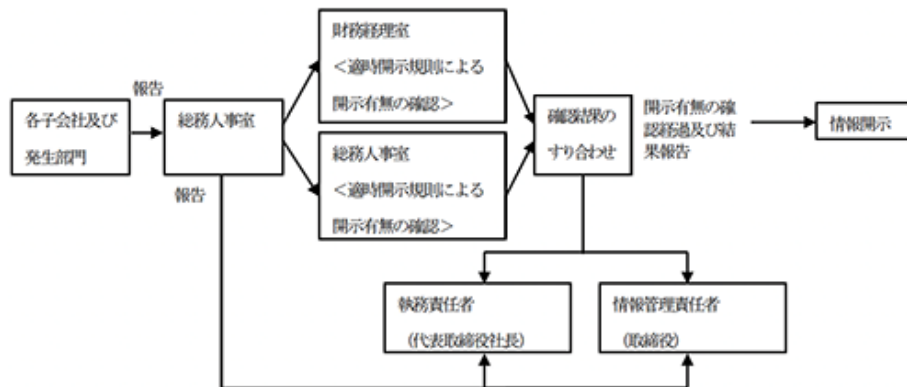 財務経理室
＜適時開示規則による
開示有無の確認＞
報告
各子会社及び
発生部門
総務人事室
確認結果の
すり合わせ
開示有無の確
認経過及び結
果報告
情報開示
総務人事室
＜適時開示規則による
開示有無の確認＞
報告
執務責任者
（代表取締役社長）
情報管理責任者
（取締役）